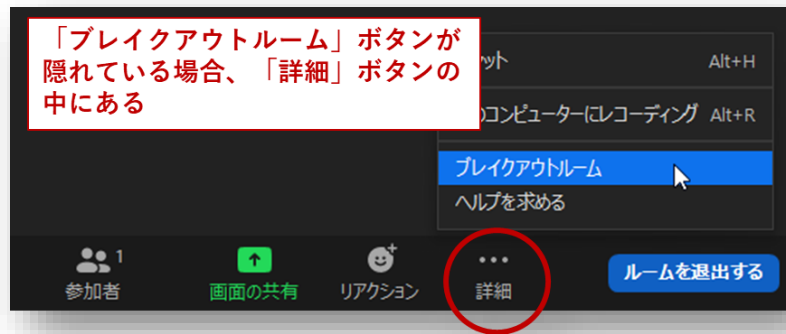 「ブレイクアウトルーム」ボタンが
隠れている場合、「詳細」ボタンの
中にある
ット Alt+H
コンピューターにレコーディング Alt+R
ブレイクアウトルーム
ヘルプを求める
1
参加者
画面の共有
リアクション
詳細
ルームを退出する